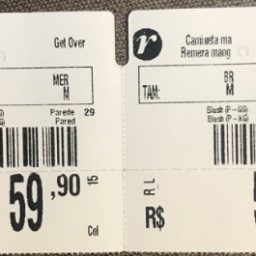 Get Over
MER
M
Parede 29
Pared
59,90
15
Col
r
Camiseta ma
Remera mang
BR
TAM: M
Blush (P - GG)
Blush (P - XG)
R L
R$